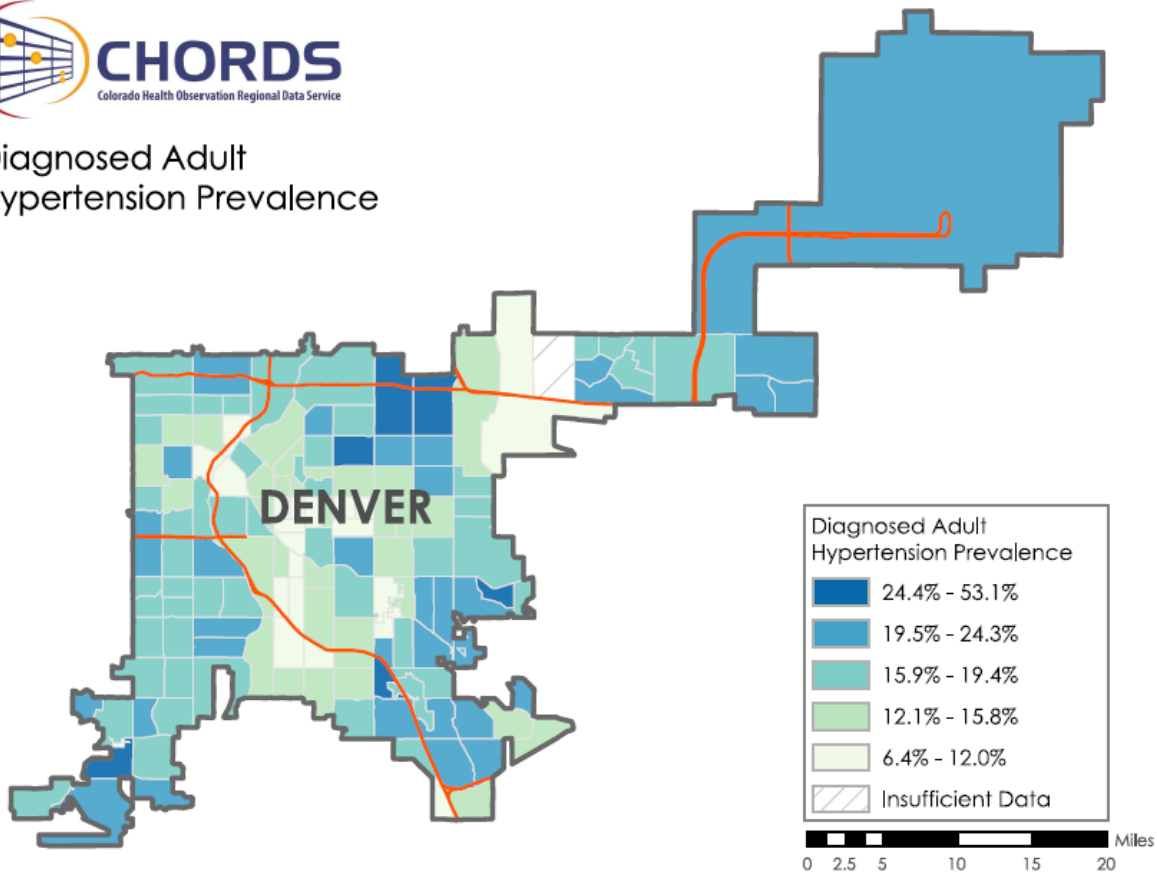 CHORDS
Colorado Health Observation Regional Data Service
iagnosed Adult
ypertension Prevalence
DENVER
Diagnosed Adult
Hypertension Prevalence
24.4% - 53.1%
19.5% - 24.3%
15.9% - 19.4%
12.1% - 15.8%
6.4% - 12.0%
Insufficient Data
Miles
0 2.5 5 10 15 20